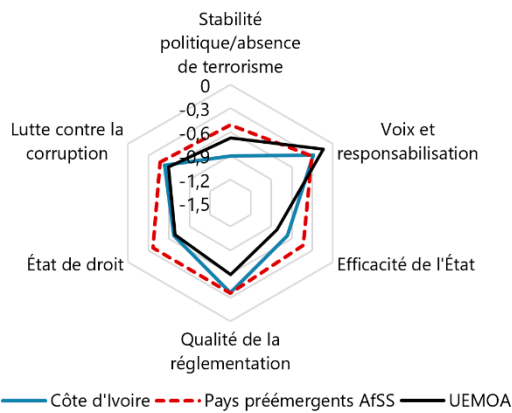 Stabilité
politique/absence
de terrorisme
0
-0,3
-0,6
-0,9
-1,2
-1,5
Lutte contre la
corruption
Voix et
responsabilisation
État de droit
Efficacité de l'État
Qualité de la
réglementation
Côte d'Ivoire
Pays préémergents AfSS
UEMOA